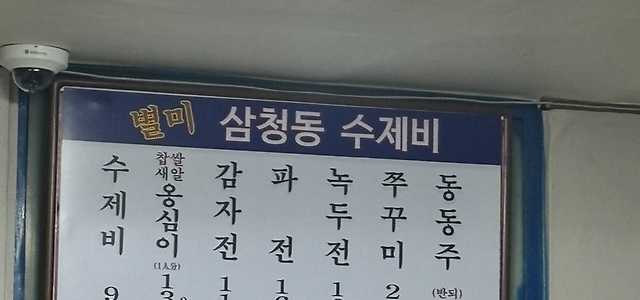 별미 삼청동 수제비
수제비
찹쌀
새알
옹심이
(1人分)
감자전
파전
녹두전
쭈꾸미
동동주
(반되)